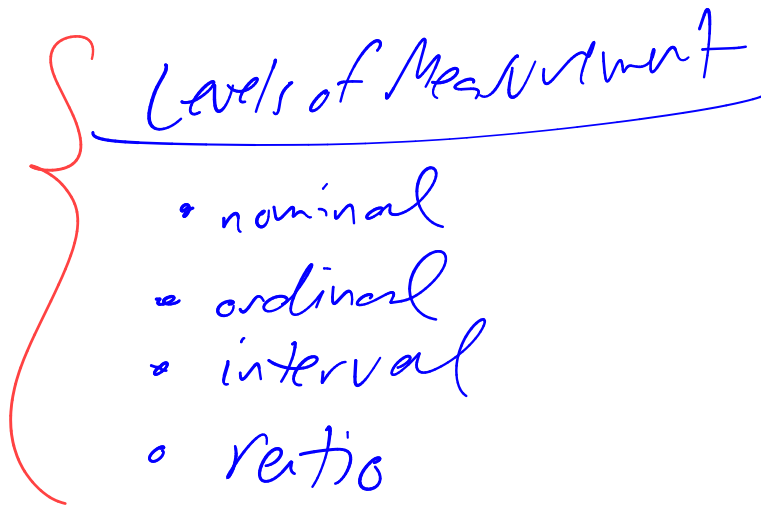 Levels of Measurement
• nominal
• ordinal
• interval
• ratio